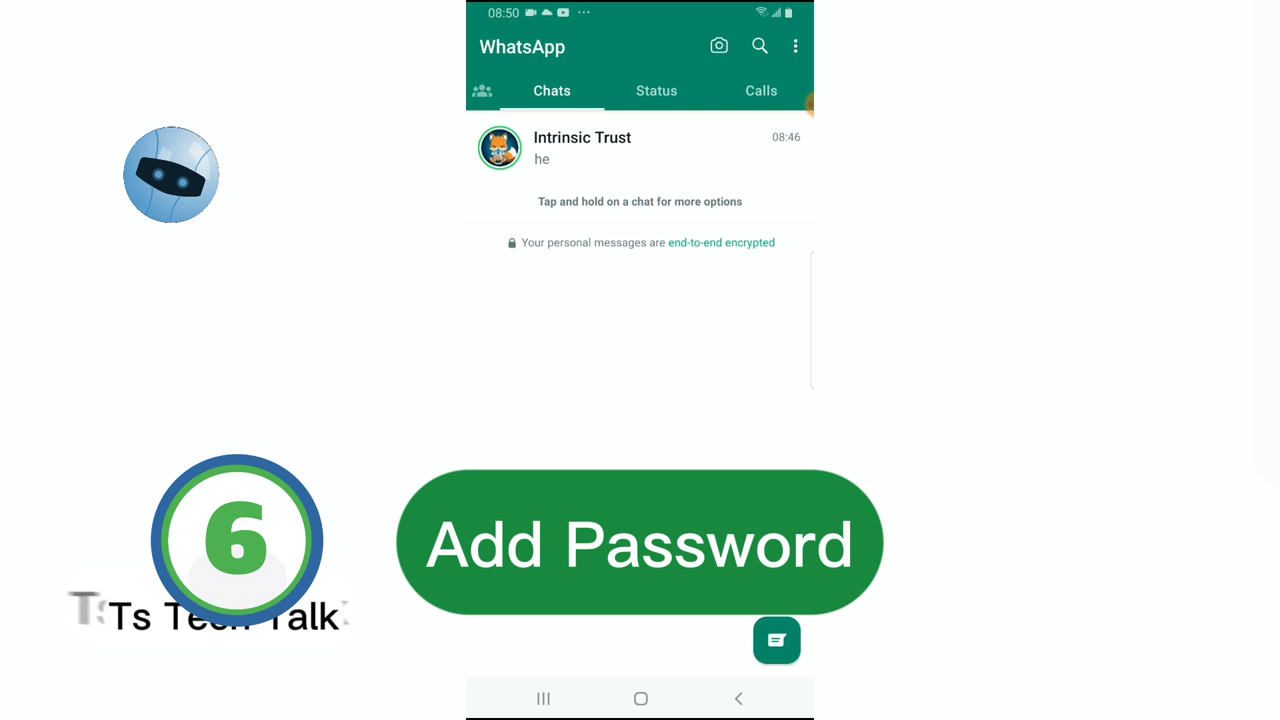 08:50
WhatsApp
Chats Status Calls
Intrinsic Trust 08:46
he
Tap and hold on a chat for more options
Your personal messages are end-to-end encrypted
6
Add Password
Ts Tech Talk